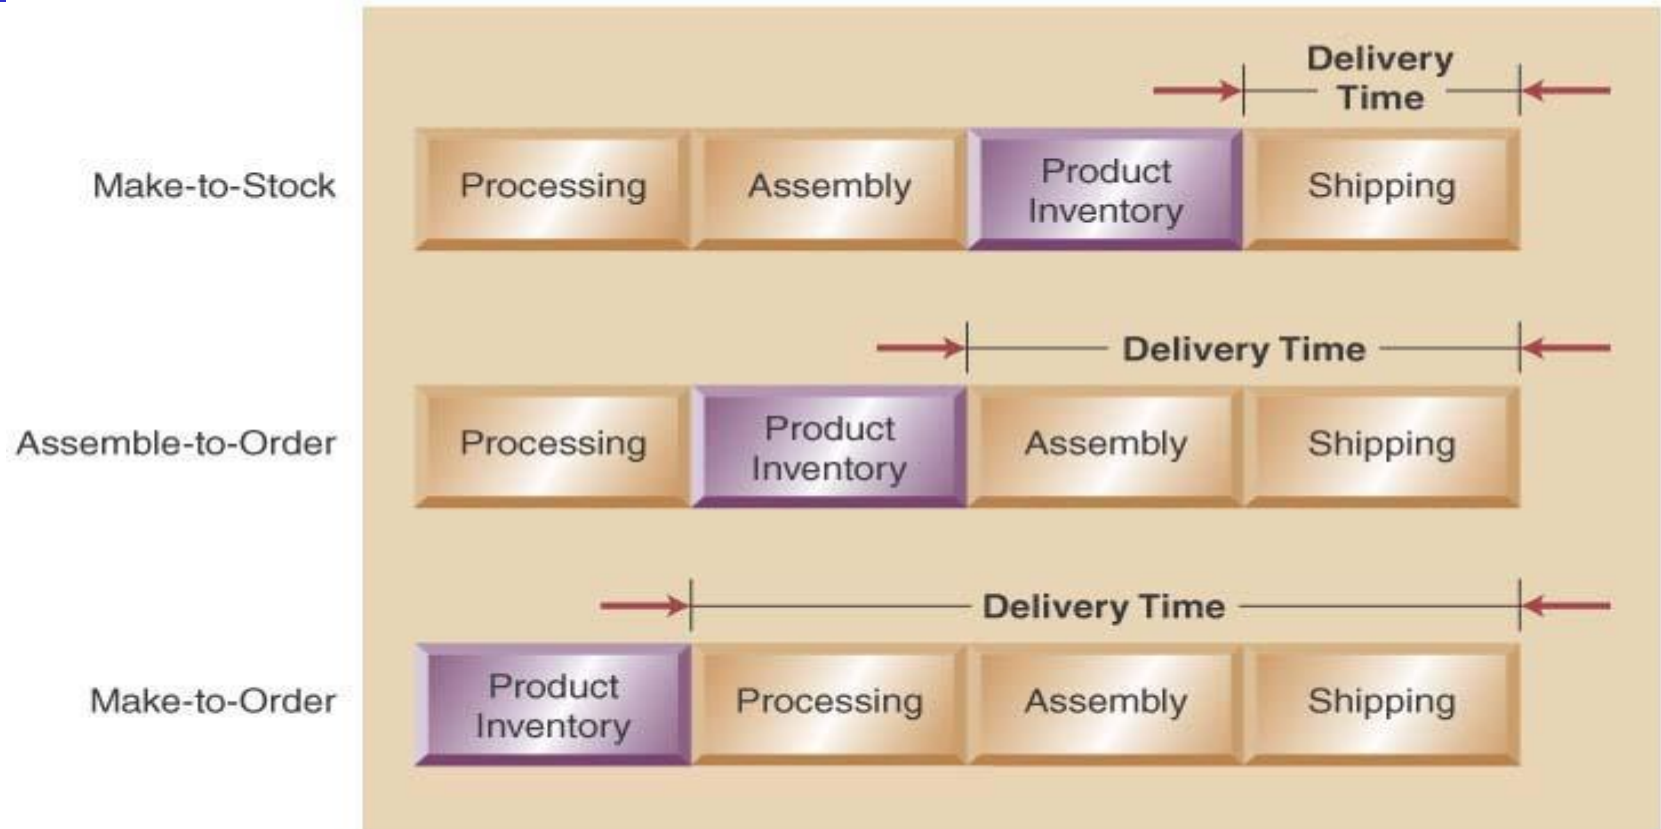 Delivery
Time
Make-to-Stock
Processing
Assembly
Product
Inventory
Shipping
Delivery Time
Assemble-to-Order
Processing
Product
Inventory
Assembly
Shipping
Delivery Time
Make-to-Order
Product
Inventory
Processing
Assembly
Shipping